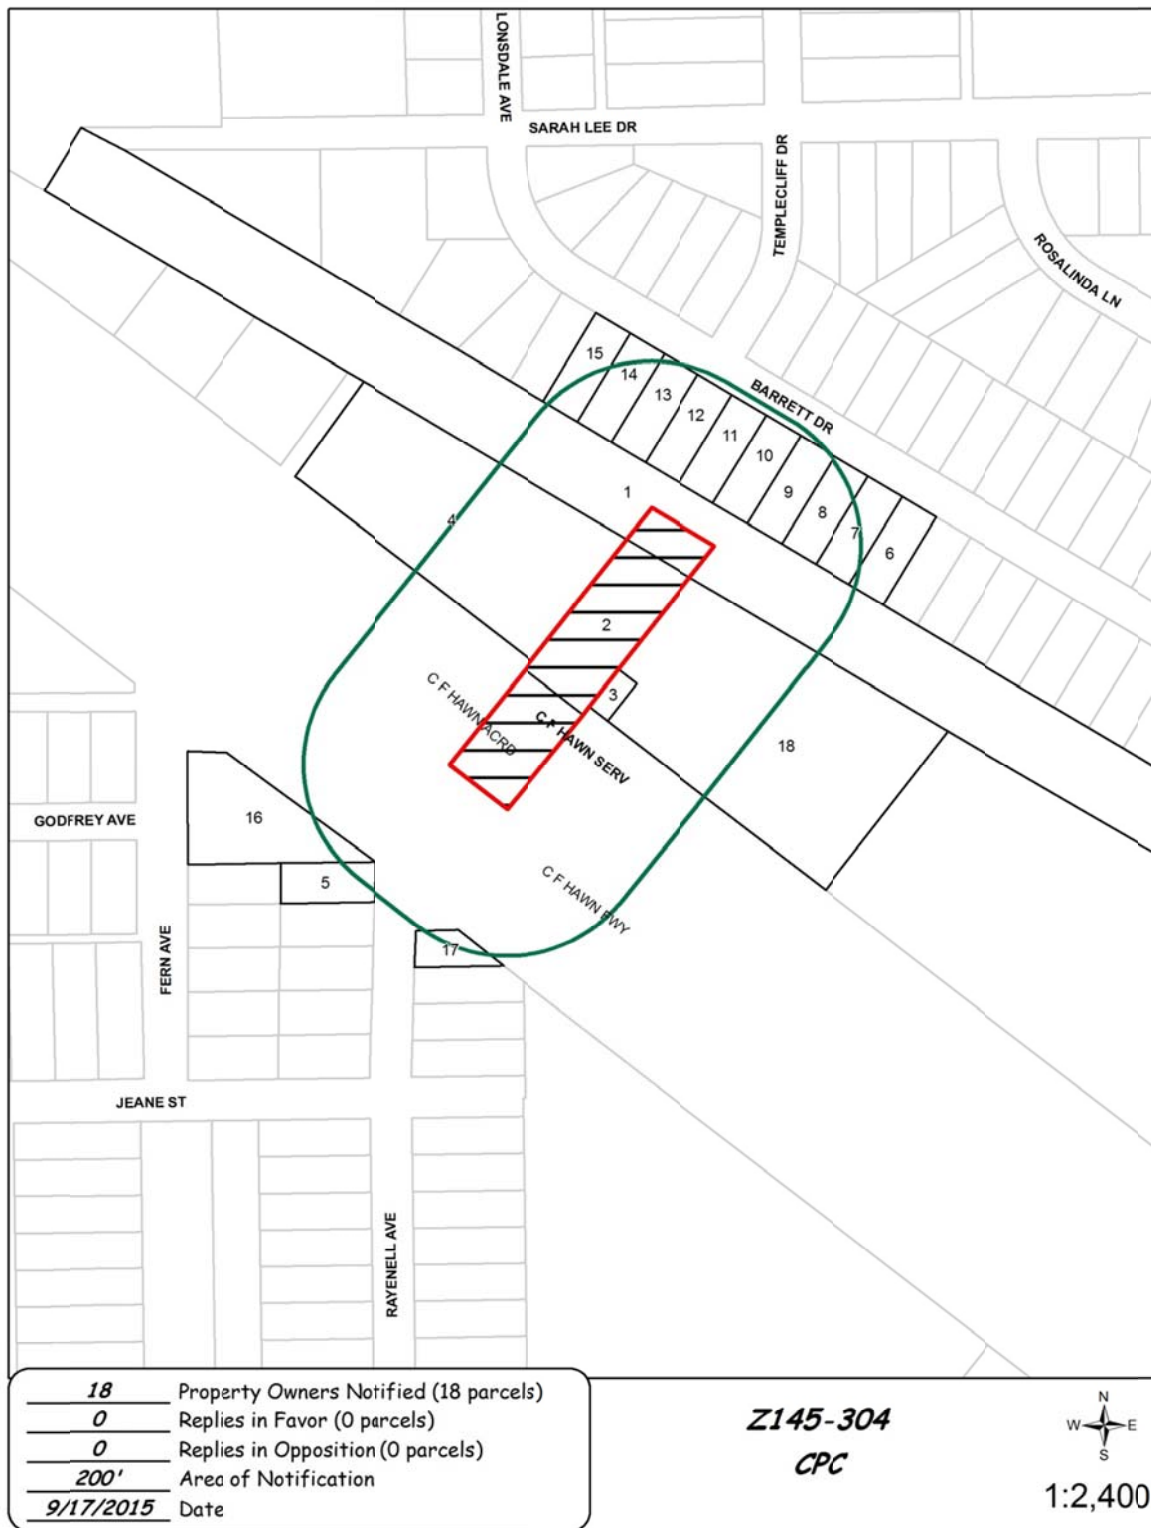 LONSDALE AVE
SARAH LEE DR
TEMPLECLIFF DR
ROSALINDA LN
BARRETT DR
15
14
13
12
11
10
9
8
7
6
1
4
2
3
C F HAWN ACRD
C F HAWN SERV
18
16
GODFREY AVE
5
C F HAWN FWY
17
FERN AVE
JEANE ST
RAYENELL AVE
18 Property Owners Notified (18 parcels)
0 Replies in Favor (0 parcels)
0 Replies in Opposition (0 parcels)
200' Area of Notification
9/17/2015 Date
Z145-304
CPC
N
W E
S
1:2,400